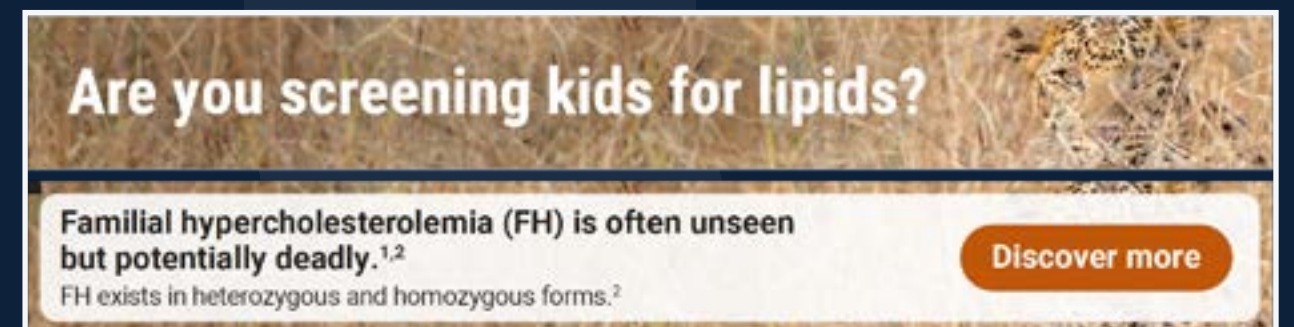 Are you screening kids for lipids?
Familial hypercholesterolemia (FH) is often unseen
but potentially deadly.¹,²
FH exists in heterozygous and homozygous forms.²
Discover more